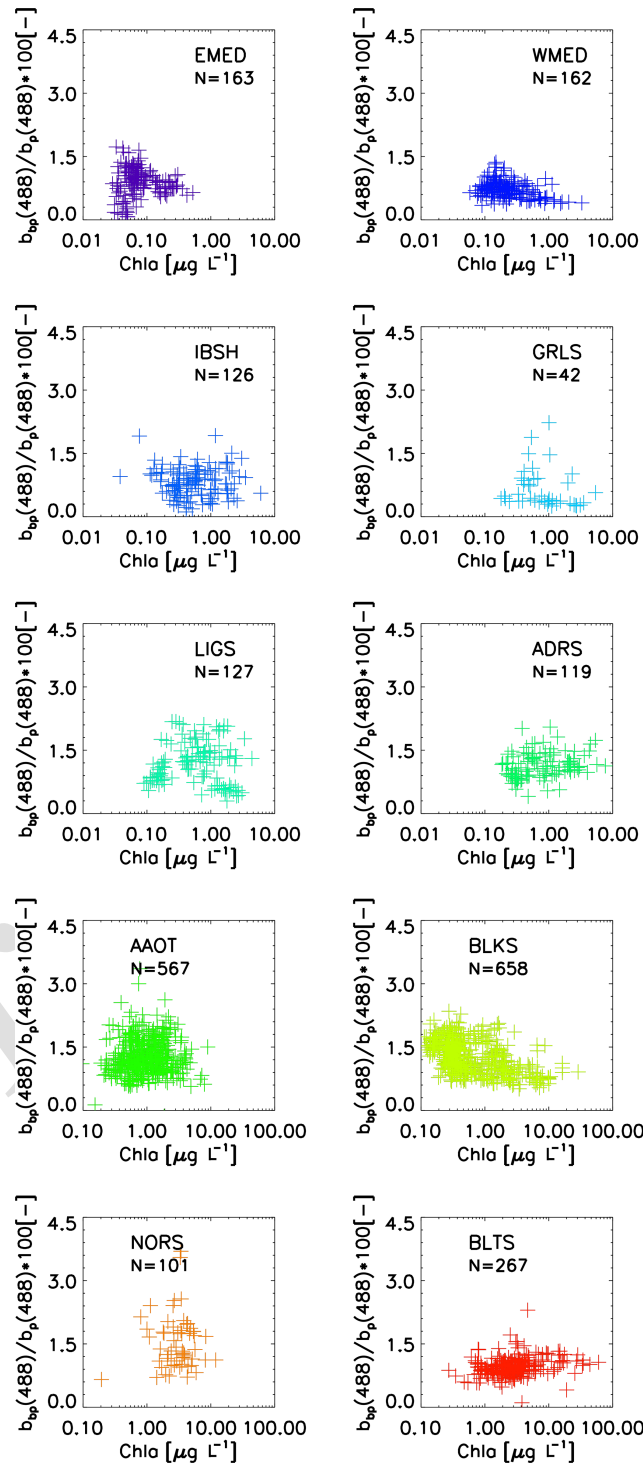 EMED
N=163
4.5
3.0
1.5
0.0
b_bp(488)/b_p(488)*100[-]
0.01 0.10 1.00 10.00
Chla [μg L⁻¹]
WMED
N=162
4.5
3.0
1.5
0.0
b_bp(488)/b_p(488)*100[-]
0.01 0.10 1.00 10.00
Chla [μg L⁻¹]
IBSH
N=126
4.5
3.0
1.5
0.0
b_bp(488)/b_p(488)*100[-]
0.01 0.10 1.00 10.00
Chla [μg L⁻¹]
GRLS
N=42
4.5
3.0
1.5
0.0
b_bp(488)/b_p(488)*100[-]
0.01 0.10 1.00 10.00
Chla [μg L⁻¹]
LIGS
N=127
4.5
3.0
1.5
0.0
b_bp(488)/b_p(488)*100[-]
0.01 0.10 1.00 10.00
Chla [μg L⁻¹]
ADRS
N=119
4.5
3.0
1.5
0.0
b_bp(488)/b_p(488)*100[-]
0.01 0.10 1.00 10.00
Chla [μg L⁻¹]
AAOT
N=567
4.5
3.0
1.5
0.0
b_bp(488)/b_p(488)*100[-]
0.10 1.00 10.00 100.00
Chla [μg L⁻¹]
BLKS
N=658
4.5
3.0
1.5
0.0
b_bp(488)/b_p(488)*100[-]
0.10 1.00 10.00 100.00
Chla [μg L⁻¹]
NORS
N=101
4.5
3.0
1.5
0.0
b_bp(488)/b_p(488)*100[-]
0.10 1.00 10.00 100.00
Chla [μg L⁻¹]
BLTS
N=267
4.5
3.0
1.5
0.0
b_bp(488)/b_p(488)*100[-]
0.10 1.00 10.00 100.00
Chla [μg L⁻¹]